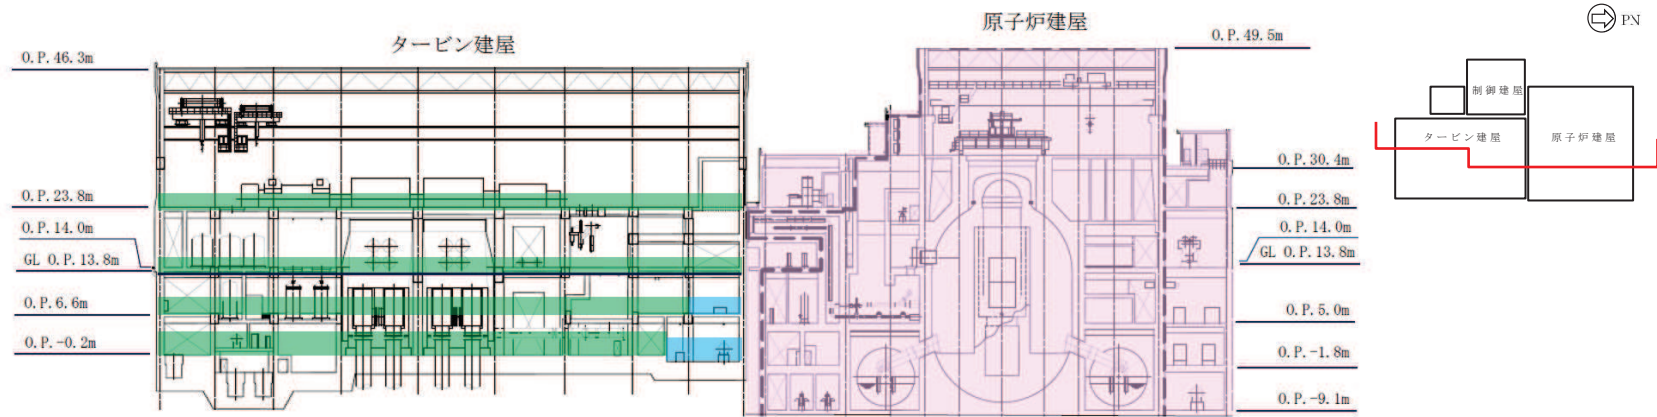 タービン建屋
原子炉建屋
PN
O.P.46.3m
O.P.23.8m
O.P.14.0m
GL O.P.13.8m
O.P.6.6m
O.P.-0.2m
O.P.49.5m
O.P.30.4m
O.P.23.8m
O.P.14.0m
GL O.P.13.8m
O.P.5.0m
O.P.-1.8m
O.P.-9.1m
制御建屋
タービン建屋
原子炉建屋